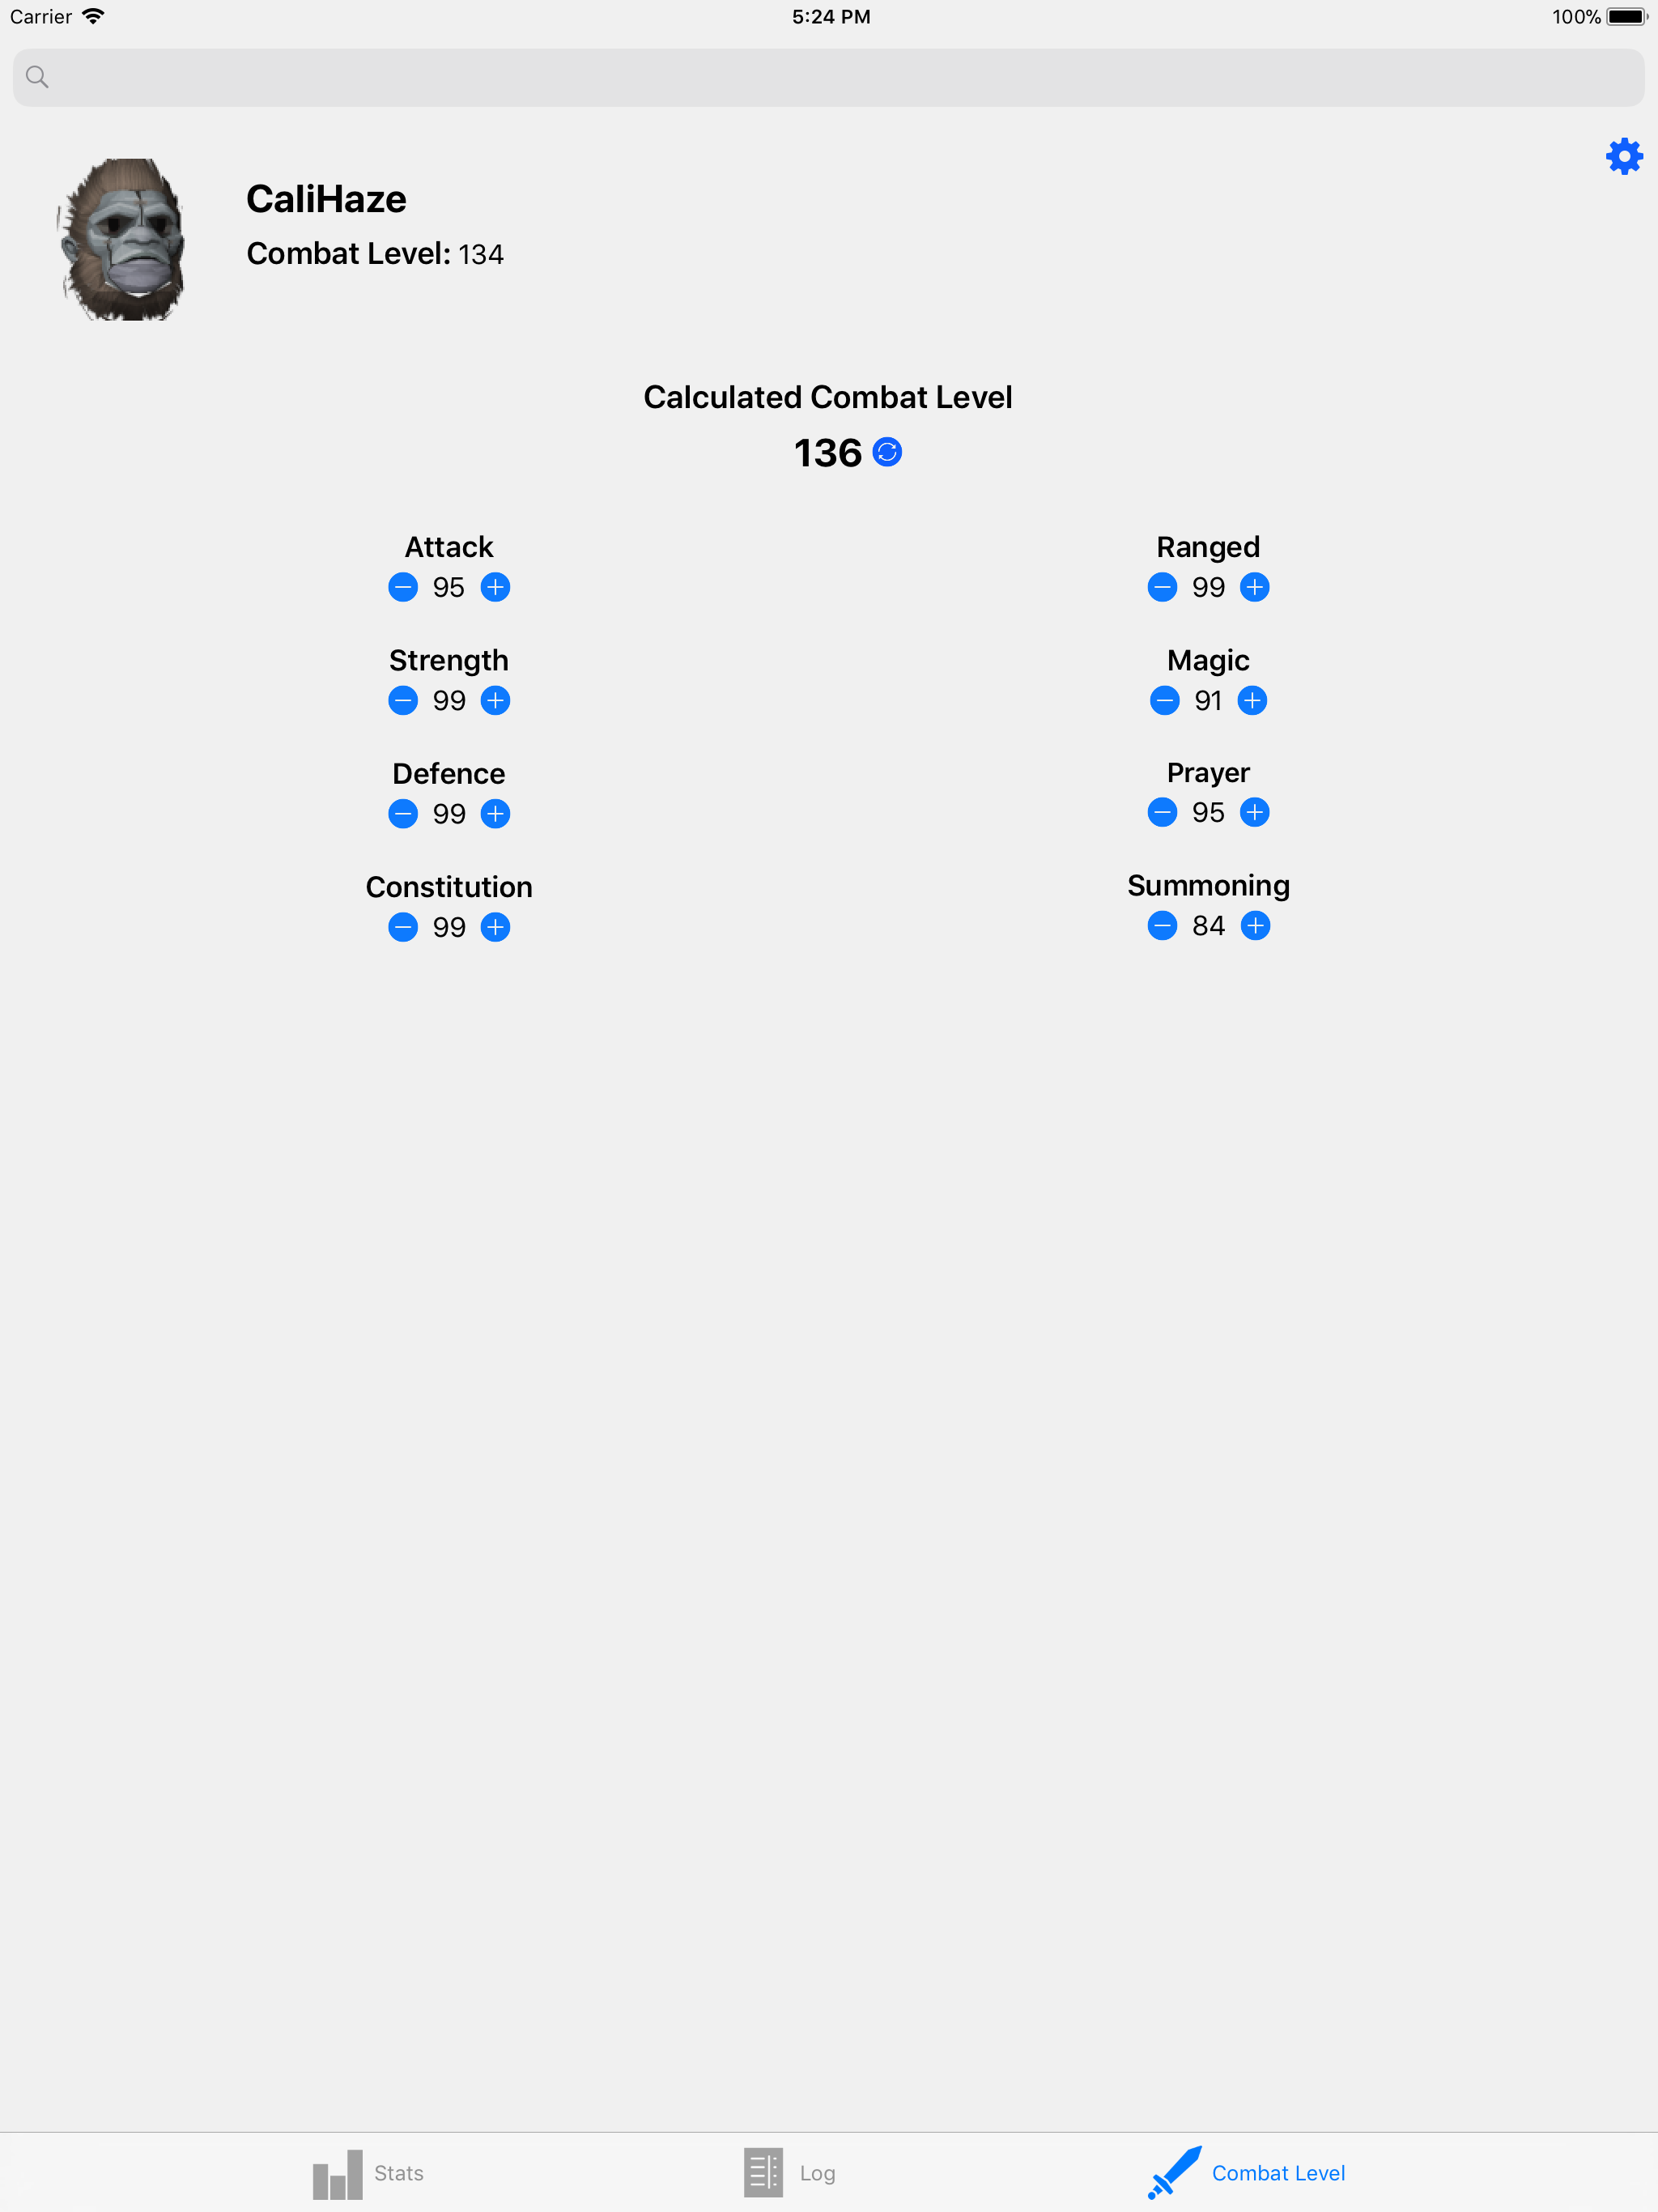 Carrier 5:24 PM 100%
CaliHaze
Combat Level: 134
Calculated Combat Level
136
Attack
95
Strength
99
Defence
99
Constitution
99
Ranged
99
Magic
91
Prayer
95
Summoning
84
Stats Log Combat Level